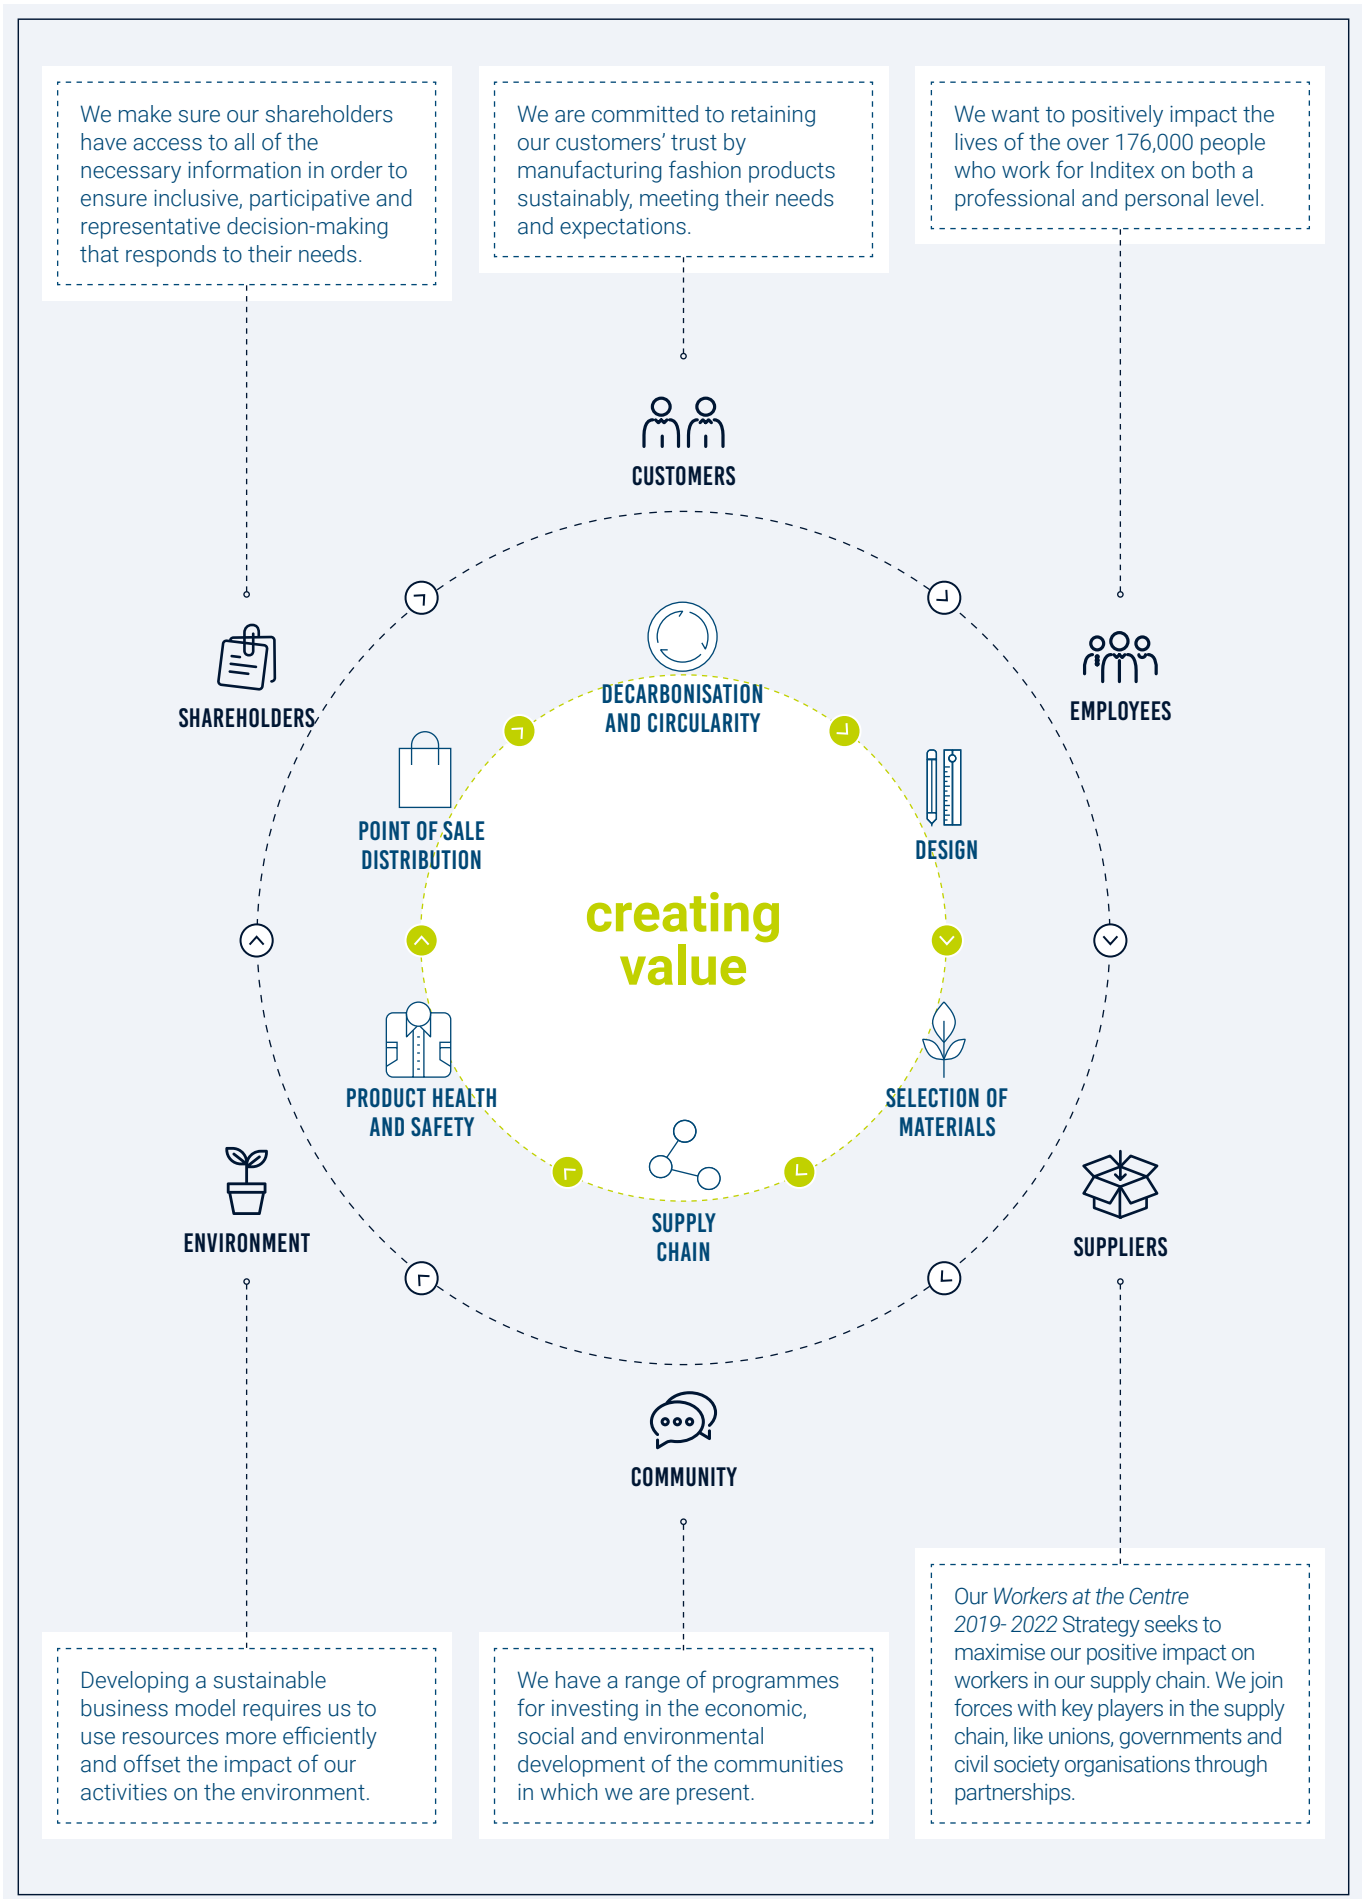 We make sure our shareholders
have access to all of the
necessary information in order to
ensure inclusive, participative and
representative decision-making
that responds to their needs.
We are committed to retaining
our customers’ trust by
manufacturing fashion products
sustainably, meeting their needs
and expectations.
We want to positively impact the
lives of the over 176,000 people
who work for Inditex on both a
professional and personal level.
CUSTOMERS
SHAREHOLDERS
EMPLOYEES
DECARBONISATION
AND CIRCULARITY
POINT OF SALE
DISTRIBUTION
DESIGN
creating
value
PRODUCT HEALTH
AND SAFETY
SELECTION OF
MATERIALS
SUPPLY
CHAIN
ENVIRONMENT
SUPPLIERS
COMMUNITY
Developing a sustainable
business model requires us to
use resources more efficiently
and offset the impact of our
activities on the environment.
We have a range of programmes
for investing in the economic,
social and environmental
development of the communities
in which we are present.
Our Workers at the Centre
2019- 2022 Strategy seeks to
maximise our positive impact on
workers in our supply chain. We join
forces with key players in the supply
chain, like unions, governments and
civil society organisations through
partnerships.